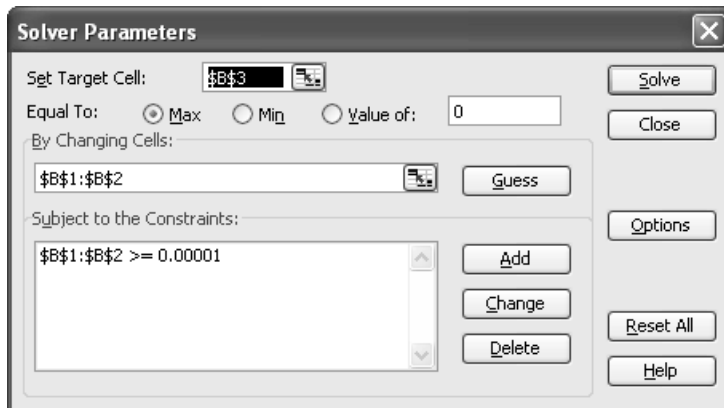 Solver Parameters
Set Target Cell: $B$3 Solve
Equal To: Max Min Value of: 0 Close
By Changing Cells:
$B$1:$B$2 Guess
Subject to the Constraints: Options
$B$1:$B$2 >= 0.00001 Add
Change
Reset All
Delete
Help